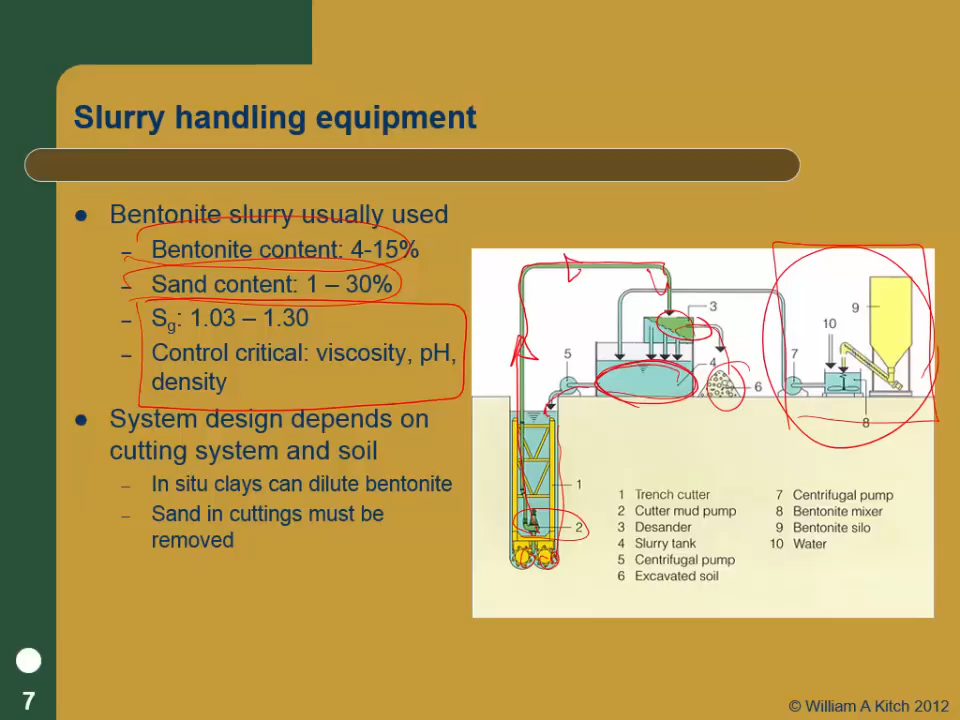 Slurry handling equipment
● Bentonite slurry usually used
– Bentonite content: 4-15%
– Sand content: 1 – 30%
– Sg: 1.03 – 1.30
– Control critical: viscosity, pH,
density
● System design depends on
cutting system and soil
– In situ clays can dilute bentonite
– Sand in cuttings must be
removed
3
9
10
5
7
4
6
8
1
2
1 Trench cutter
2 Cutter mud pump
3 Desander
4 Slurry tank
5 Centrifugal pump
6 Excavated soil
7 Centrifugal pump
8 Bentonite mixer
9 Bentonite silo
10 Water
7
© William A Kitch 2012